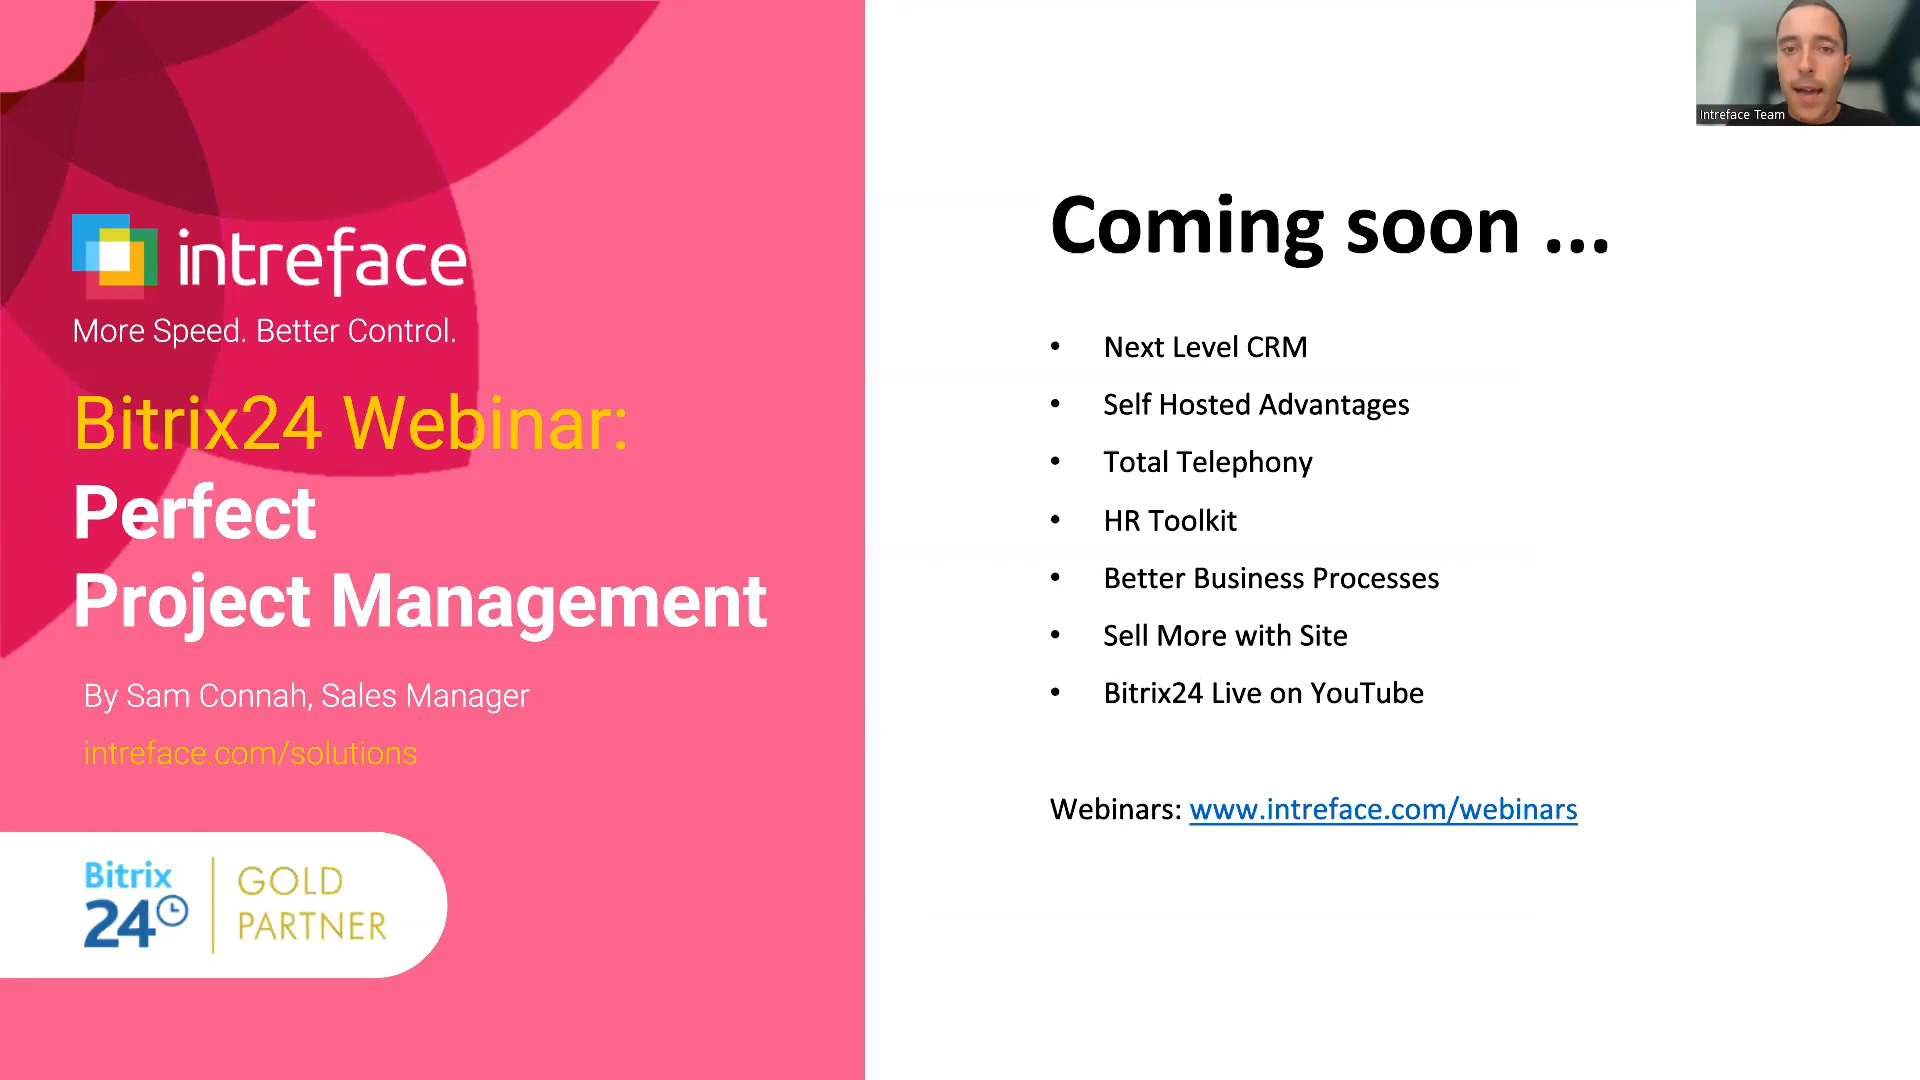 intreface
More Speed. Better Control.
Bitrix24 Webinar:
Perfect
Project Management
By Sam Connah, Sales Manager
intreface.com/solutions
Bitrix
24
GOLD
PARTNER
Coming soon ...
• Next Level CRM
• Self Hosted Advantages
• Total Telephony
• HR Toolkit
• Better Business Processes
• Sell More with Site
• Bitrix24 Live on YouTube
Webinars: www.intreface.com/webinars
Intreface Team